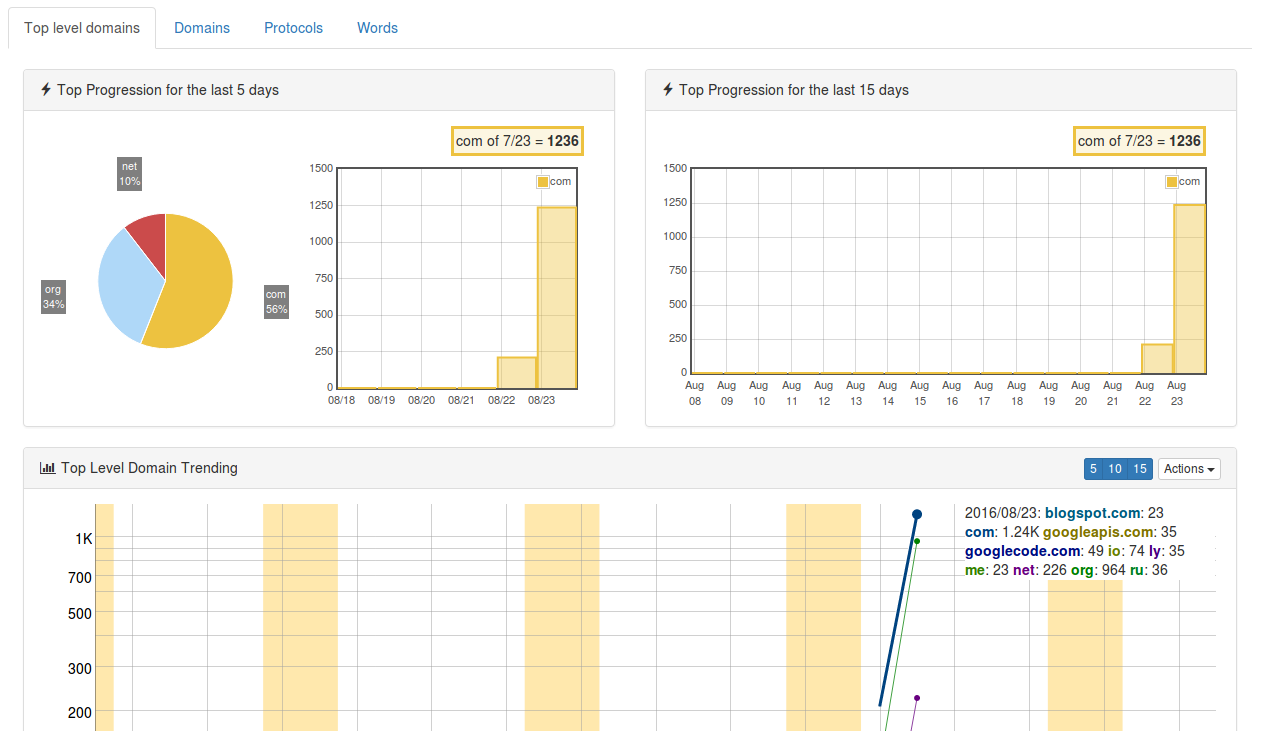 Top level domains Domains Protocols Words
Top Progression for the last 5 days
com of 7/23 = 1236
net
10%
org
34%
com
56%
1500
1250
1000
750
500
250
0
com
08/18 08/19 08/20 08/21 08/22 08/23
Top Progression for the last 15 days
com of 7/23 = 1236
1500
1250
1000
750
500
250
0
com
Aug Aug Aug Aug Aug Aug Aug Aug Aug Aug Aug Aug Aug Aug Aug Aug
08 09 10 11 12 13 14 15 16 17 18 19 20 21 22 23
Top Level Domain Trending
5 10 15 Actions
1K
700
500
300
200
2016/08/23: blogspot.com: 23
com: 1.24K googleapis.com: 35
googlecode.com: 49 io: 74 ly: 35
me: 23 net: 226 org: 964 ru: 36